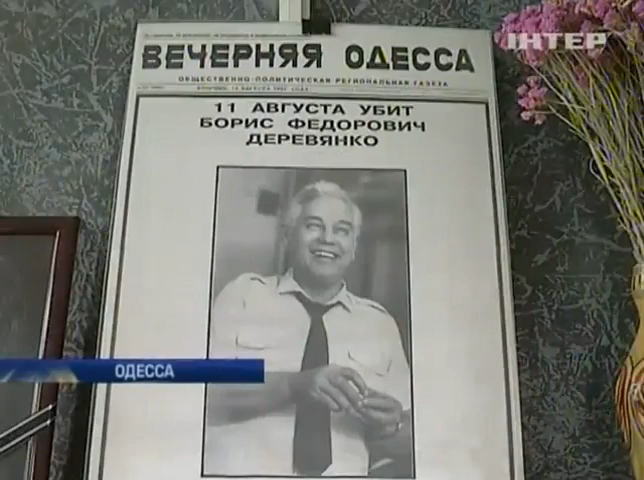 ВЕЧЕРНЯЯ ОДЕССА
ОБЩЕСТВЕННО-ПОЛИТИЧЕСКАЯ РЕГИОНАЛЬНАЯ ГАЗЕТА
11 АВГУСТА УБИТ
БОРИС ФЕДОРОВИЧ
ДЕРЕВЯНКО
ІНТЕР
ОДЕССА